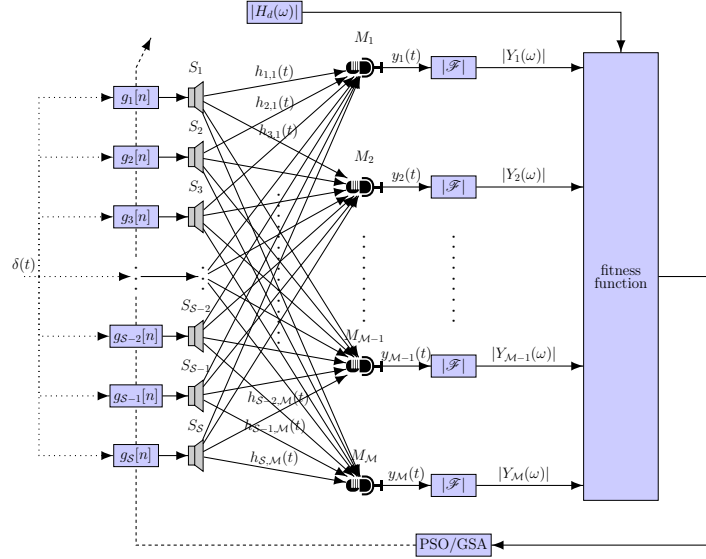 |H_d(ω)|
M_1
y_1(t)
|ℱ|
|Y_1(ω)|
S_1
g_1[n]
h_{1,1}(t)
h_{2,1}(t)
h_{3,1}(t)
S_2
g_2[n]
M_2
y_2(t)
|ℱ|
|Y_2(ω)|
S_3
g_3[n]
δ(t)
fitness
function
S_{𝒮−2}
g_{𝒮−2}[n]
M_{ℳ−1}
y_{ℳ−1}(t)
|ℱ|
|Y_{ℳ−1}(ω)|
S_{𝒮−1}
g_{𝒮−1}[n]
h_{𝒮−2,ℳ}(t)
h_{𝒮−1,ℳ}(t)
h_{𝒮,ℳ}(t)
S_𝒮
g_𝒮[n]
M_ℳ
y_ℳ(t)
|ℱ|
|Y_ℳ(ω)|
PSO/GSA